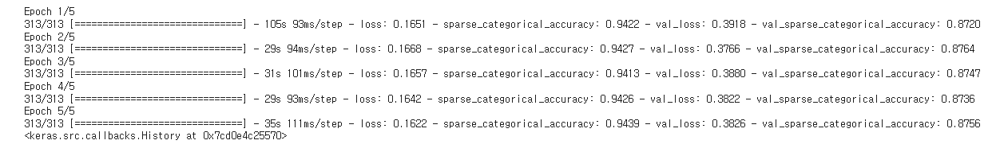 Epoch 1/5
313/313 [==============================] - 105s 93ms/step - loss: 0.1651 - sparse_categorical_accuracy: 0.9422 - val_loss: 0.3918 - val_sparse_categorical_accuracy: 0.8720
Epoch 2/5
313/313 [==============================] - 29s 94ms/step - loss: 0.1668 - sparse_categorical_accuracy: 0.9427 - val_loss: 0.3766 - val_sparse_categorical_accuracy: 0.8764
Epoch 3/5
313/313 [==============================] - 31s 101ms/step - loss: 0.1657 - sparse_categorical_accuracy: 0.9413 - val_loss: 0.3880 - val_sparse_categorical_accuracy: 0.8747
Epoch 4/5
313/313 [==============================] - 29s 93ms/step - loss: 0.1642 - sparse_categorical_accuracy: 0.9426 - val_loss: 0.3822 - val_sparse_categorical_accuracy: 0.8736
Epoch 5/5
313/313 [==============================] - 35s 111ms/step - loss: 0.1622 - sparse_categorical_accuracy: 0.9439 - val_loss: 0.3826 - val_sparse_categorical_accuracy: 0.8756
<keras.src.callbacks.History at 0x7cd0e4c25570>